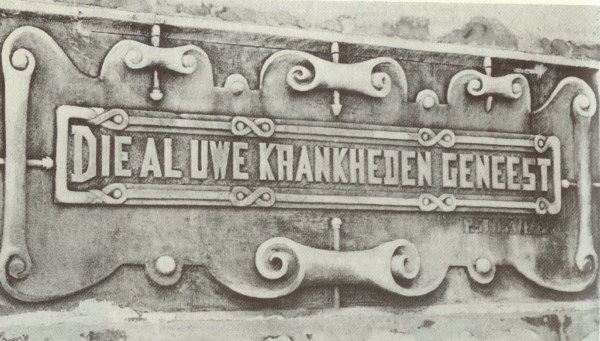 DIE AL UWE KRANKHEDEN GENEEST